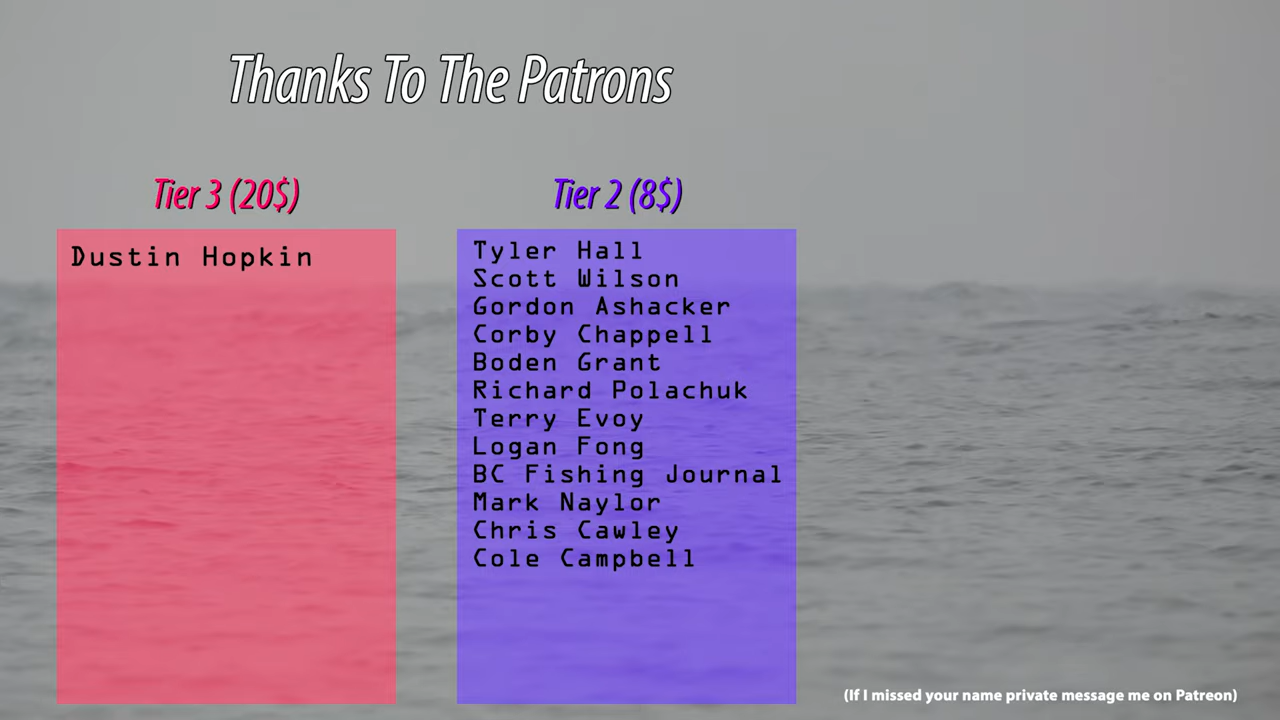 Thanks To The Patrons
Tier 3 (20$)
Dustin Hopkin
Tier 2 (8$)
Tyler Hall
Scott Wilson
Gordon Ashacker
Corby Chappell
Boden Grant
Richard Polachuk
Terry Evoy
Logan Fong
BC Fishing Journal
Mark Naylor
Chris Cawley
Cole Campbell
(If I missed your name private message me on Patreon)